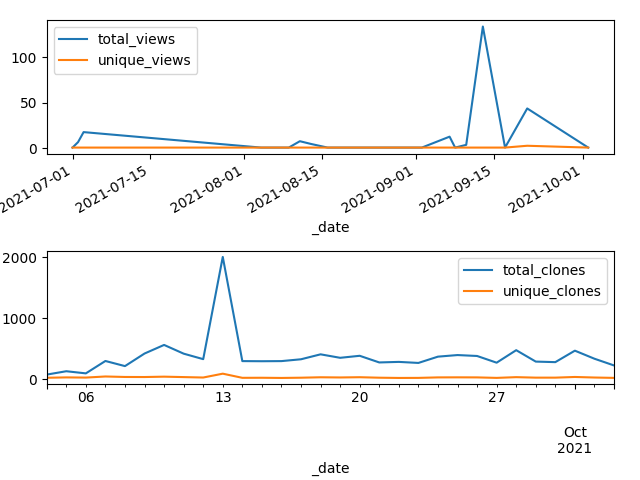 total_views
unique_views
100
50
0
2021-07-01
2021-07-15
2021-08-01
2021-08-15
2021-09-01
2021-09-15
2021-10-01
_date
2000
1000
0
total_clones
unique_clones
06
13
20
27
Oct
2021
_date